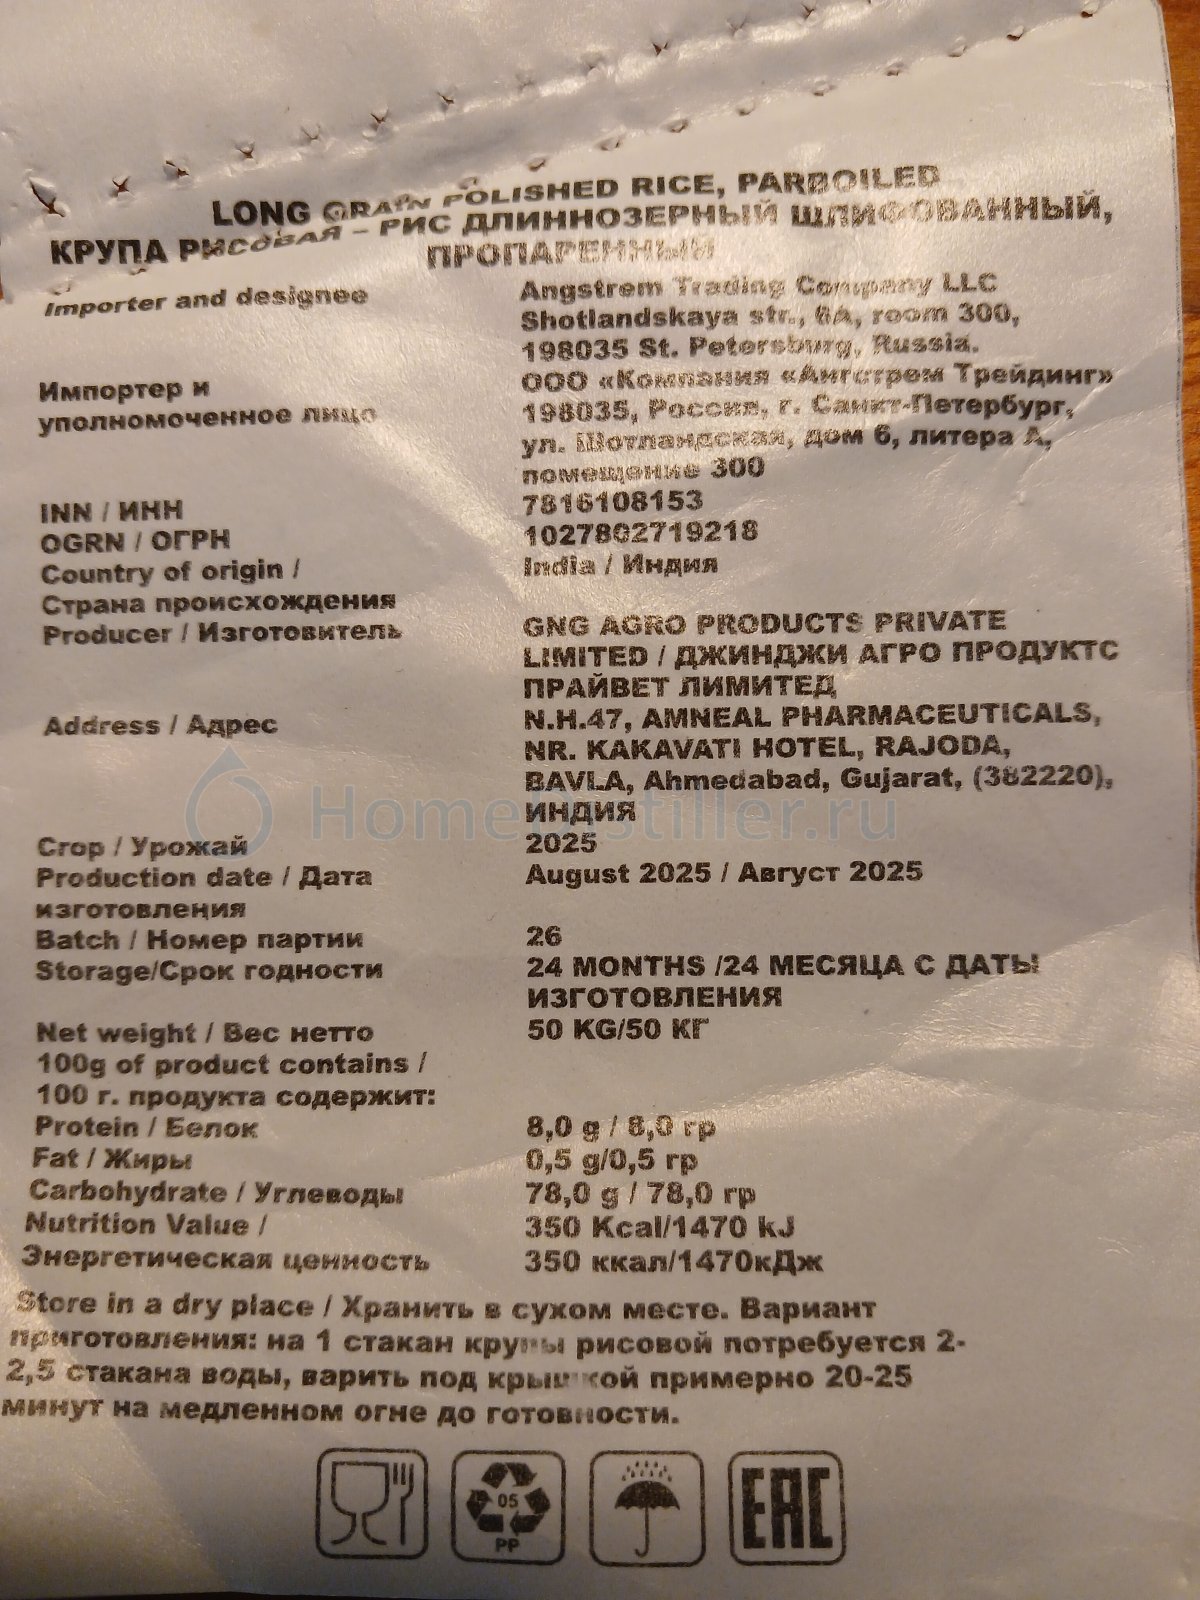 LONG GRAIN POLISHED RICE, PARBOILED
КРУПА РИСОВАЯ – РИС ДЛИННОЗЕРНЫЙ ШЛИФОВАННЫЙ,
ПРОПАРЕННЫЙ
Importer and designee
Angstrem Trading Company LLC
Shotlandskaya str., 6A, room 300,
198035 St. Petersburg, Russia.
Импортер и
уполномоченное лицо
ООО «Компания «Ангстрем Трейдинг»
198035, Россия, г. Санкт-Петербург,
ул. Шотландская, дом 6, литера А,
помещение 300
INN / ИНН 7816108153
OGRN / ОГРН 1027802719218
Country of origin / India / Индия
Страна происхождения
Producer / Изготовитель GNG AGRO PRODUCTS PRIVATE
LIMITED / ДЖИНДЖИ АГРО ПРОДУКТС
ПРАЙВЕТ ЛИМИТЕД
Address / Адрес N.H.47, AMNEAL PHARMACEUTICALS,
NR. KAKAVATI HOTEL, RAJODA,
BAVLA, Ahmedabad, Gujarat, (382220),
ИНДИЯ
HomeDistiller.ru
Crop / Урожай 2025
Production date / Дата August 2025 / Август 2025
изготовления
Batch / Номер партии 26
Storage/Срок годности 24 MONTHS /24 МЕСЯЦА С ДАТЫ
ИЗГОТОВЛЕНИЯ
Net weight / Вес нетто 50 KG/50 КГ
100g of product contains /
100 г. продукта содержит:
Protein / Белок 8,0 g / 8,0 гр
Fat / Жиры 0,5 g/0,5 гр
Carbohydrate / Углеводы 78,0 g / 78,0 гр
Nutrition Value / 350 Kcal/1470 kJ
Энергетическая ценность 350 ккал/1470кДж
Store in a dry place / Хранить в сухом месте. Вариант
приготовления: на 1 стакан крупы рисовой потребуется 2-
2,5 стакана воды, варить под крышкой примерно 20-25
минут на медленном огне до готовности.
05
PP
EAC